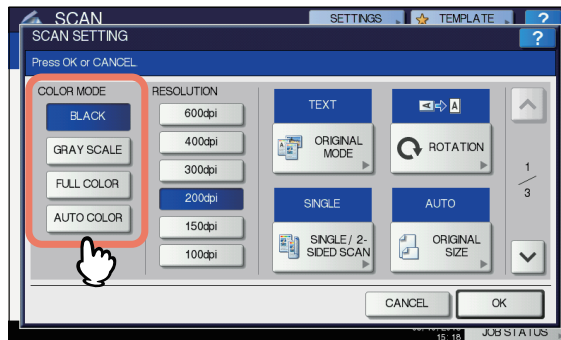 SCAN
SETTINGS
TEMPLATE
?
SCAN SETTING
?
Press OK or CANCEL.
COLOR MODE
BLACK
GRAY SCALE
FULL COLOR
AUTO COLOR
RESOLUTION
600dpi
400dpi
300dpi
200dpi
150dpi
100dpi
TEXT
ORIGINAL
MODE
A A
ROTATION
SINGLE
SINGLE / 2-
SIDED SCAN
AUTO
ORIGINAL
SIZE
1
3
CANCEL
OK
15: 18
JOB STATUS